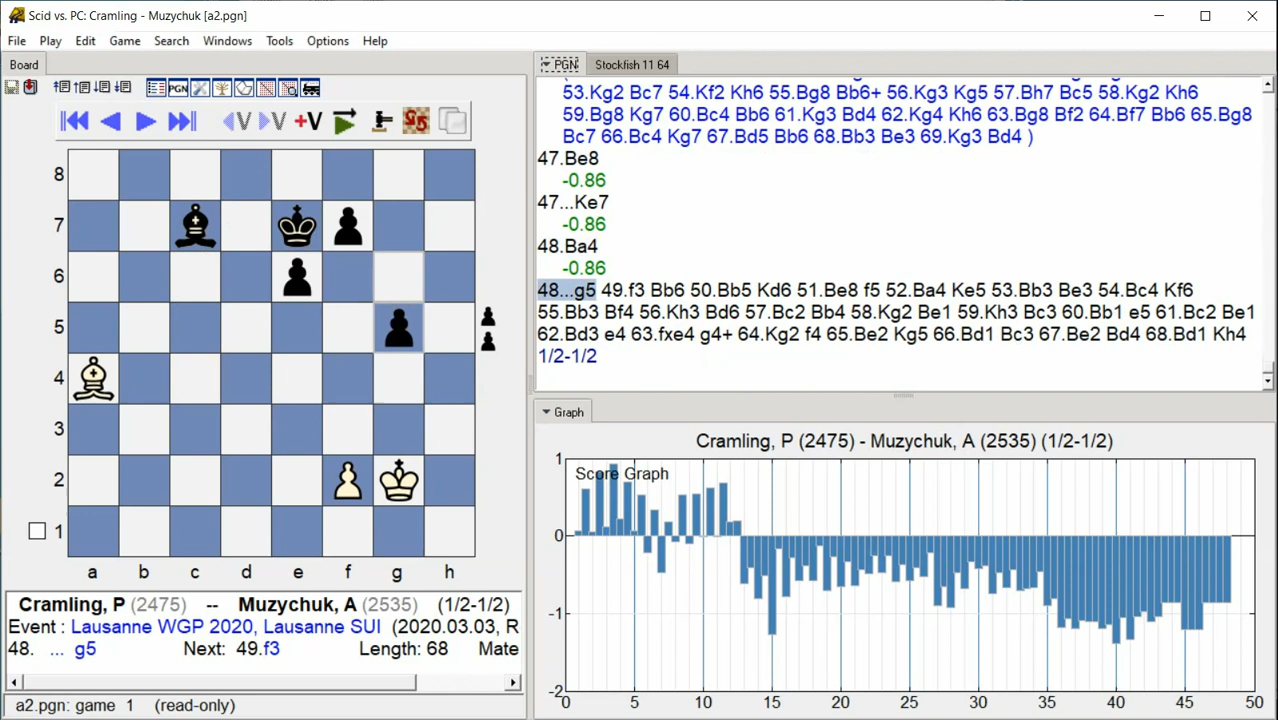 Scid vs. PC: Cramling - Muzychuk [a2.pgn]
File Play Edit Game Search Windows Tools Options Help
Board
PGN Stockfish 11 64
PGN
V V +V
53.Kg2 Bc7 54.Kf2 Kh6 55.Bg8 Bb6+ 56.Kg3 Kg5 57.Bh7 Bc5 58.Kg2 Kh6
59.Bg8 Kg7 60.Bc4 Bb6 61.Kg3 Bd4 62.Kg4 Kh6 63.Bg8 Bf2 64.Bf7 Bb6 65.Bg8
Bc7 66.Bc4 Kg7 67.Bd5 Bb6 68.Bb3 Be3 69.Kg3 Bd4 )
47.Be8
-0.86
47...Ke7
-0.86
48.Ba4
-0.86
48...g5 49.f3 Bb6 50.Bb5 Kd6 51.Be8 f5 52.Ba4 Ke5 53.Bb3 Be3 54.Bc4 Kf6
55.Bb3 Bf4 56.Kh3 Bd6 57.Bc2 Bb4 58.Kg2 Be1 59.Kh3 Bc3 60.Bb1 e5 61.Bc2 Be1
62.Bd3 e4 63.fxe4 g4+ 64.Kg2 f4 65.Be2 Kg5 66.Bd1 Bc3 67.Be2 Bd4 68.Bd1 Kh4
1/2-1/2
8
7
6
5
4
3
2
1
a b c d e f g h
Cramling, P (2475) -- Muzychuk, A (2535) (1/2-1/2)
Event : Lausanne WGP 2020, Lausanne SUI (2020.03.03, R
48. ... g5 Next: 49.f3 Length: 68 Mate
a2.pgn: game 1 (read-only)
Graph
Cramling, P (2475) - Muzychuk, A (2535) (1/2-1/2)
Score Graph
1
0
-1
-2
0 5 10 15 20 25 30 35 40 45 50